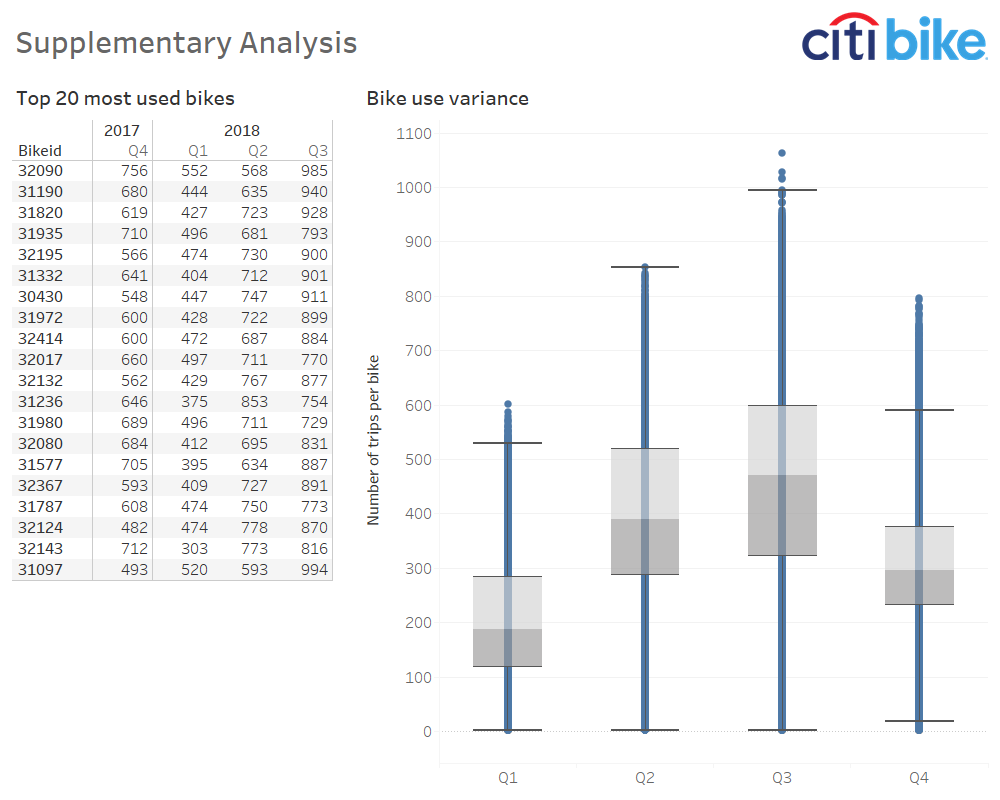 Supplementary Analysis
citi bike
Top 20 most used bikes
2017 2018
Bikeid Q4 Q1 Q2 Q3
32090 756 552 568 985
31190 680 444 635 940
31820 619 427 723 928
31935 710 496 681 793
32195 566 474 730 900
31332 641 404 712 901
30430 548 447 747 911
31972 600 428 722 899
32414 600 472 687 884
32017 660 497 711 770
32132 562 429 767 877
31236 646 375 853 754
31980 689 496 711 729
32080 684 412 695 831
31577 705 395 634 887
32367 593 409 727 891
31787 608 474 750 773
32124 482 474 778 870
32143 712 303 773 816
31097 493 520 593 994
Bike use variance
Number of trips per bike
1100
1000
900
800
700
600
500
400
300
200
100
0
Q1 Q2 Q3 Q4